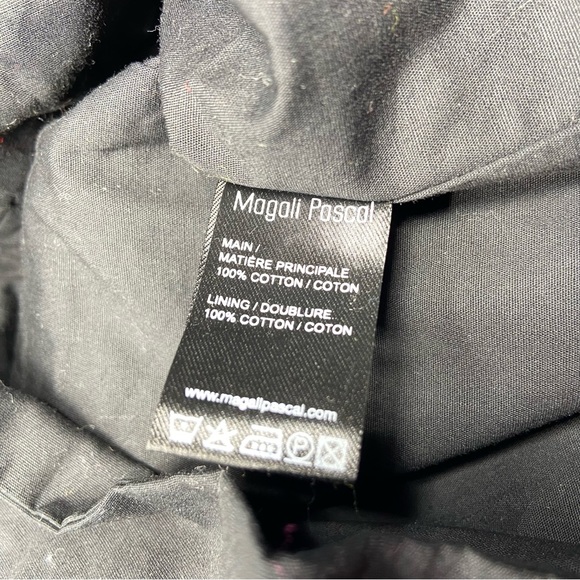 Magali Pascal
MAIN /
MATIÈRE PRINCIPALE
100% COTTON / COTON
LINING / DOUBLURE
100% COTTON / COTON
www.magalipascal.com